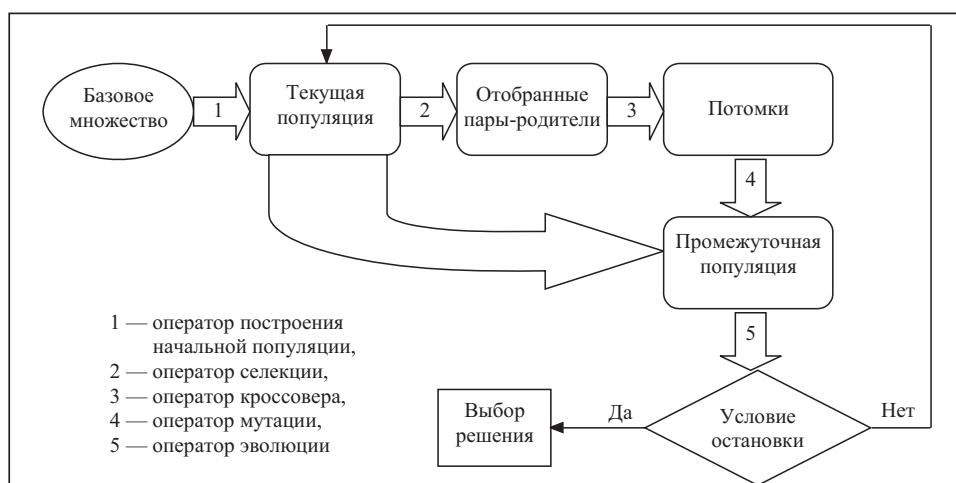 Базовое
множество
1
Текущая
популяция
2
Отобранные
пары-родители
3
Потомки
4
Промежуточная
популяция
5
Условие
остановки
Да
Нет
Выбор
решения
1 — оператор построения
начальной популяции,
2 — оператор селекции,
3 — оператор кроссовера,
4 — оператор мутации,
5 — оператор эволюции